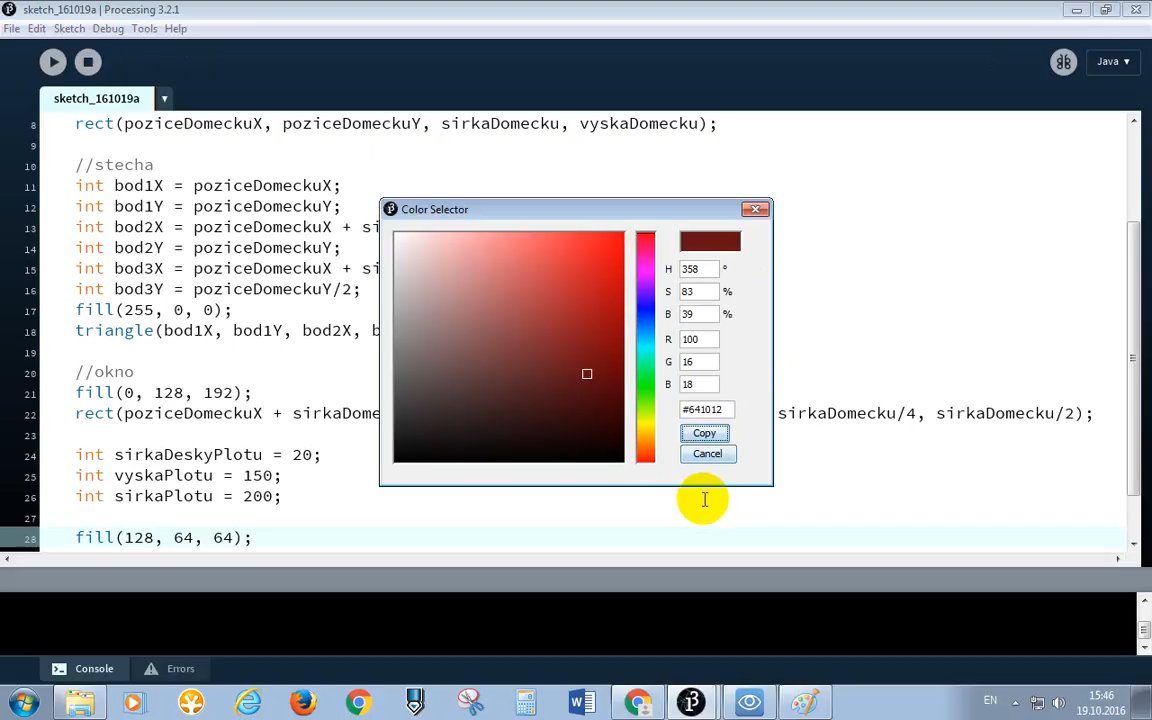 sketch_161019a | Processing 3.2.1
File Edit Sketch Debug Tools Help
Java ▾
sketch_161019a ▾
8 rect(poziceDomeckuX, poziceDomeckuY, sirkaDomecku, vyskaDomecku);
9
10 //stecha
11 int bod1X = poziceDomeckuX;
12 int bod1Y = poziceDomeckuY;
13 int bod2X = poziceDomeckuX + si
14 int bod2Y = poziceDomeckuY;
15 int bod3X = poziceDomeckuX + si
16 int bod3Y = poziceDomeckuY/2;
17 fill(255, 0, 0);
18 triangle(bod1X, bod1Y, bod2X, b
19
20 //okno
21 fill(0, 128, 192);
22 rect(poziceDomeckuX + sirkaDome sirkaDomecku/4, sirkaDomecku/2);
23
24 int sirkaDeskyPlotu = 20;
25 int vyskaPlotu = 150;
26 int sirkaPlotu = 200;
27
28 fill(128, 64, 64);
Color Selector
H 358 °
S 83 %
B 39 %
R 100
G 16
B 18
#641012
Copy
Cancel
Console Errors
EN
15:46
19.10.2016